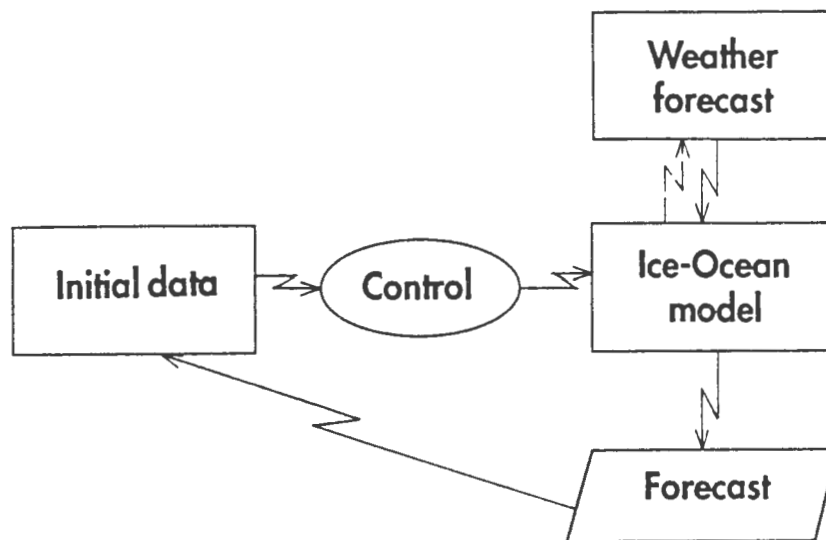 Weather
forecast
Initial data
Control
Ice-Ocean
model
Forecast